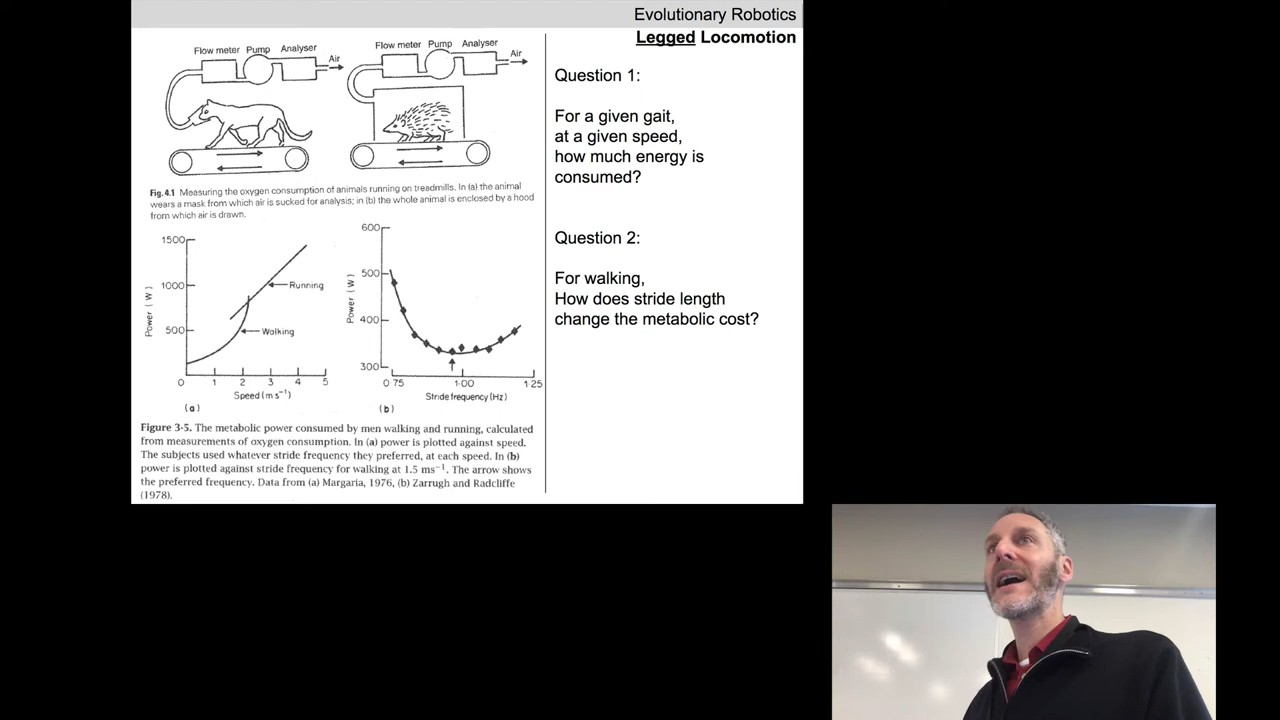 Evolutionary Robotics
Legged Locomotion
Flow meter Pump Analyser
Air
Flow meter Pump Analyser
Air
Fig. 4.1 Measuring the oxygen consumption of animals running on treadmills. In (a) the animal
wears a mask from which air is sucked for analysis; in (b) the whole animal is enclosed by a hood
from which air is drawn.
1500
1000
500
Power (W)
Running
Walking
0 1 2 3 4 5
Speed (m s⁻¹)
(a)
600
500
400
300
Power (W)
0 75 1·00 1·25
Stride frequency (Hz)
(b)
Figure 3-5. The metabolic power consumed by men walking and running, calculated
from measurements of oxygen consumption. In (a) power is plotted against speed.
The subjects used whatever stride frequency they preferred, at each speed. In (b)
power is plotted against stride frequency for walking at 1.5 ms⁻¹. The arrow shows
the preferred frequency. Data from (a) Margaria, 1976, (b) Zarrugh and Radcliffe
(1978).
Question 1:
For a given gait,
at a given speed,
how much energy is
consumed?
Question 2:
For walking,
How does stride length
change the metabolic cost?